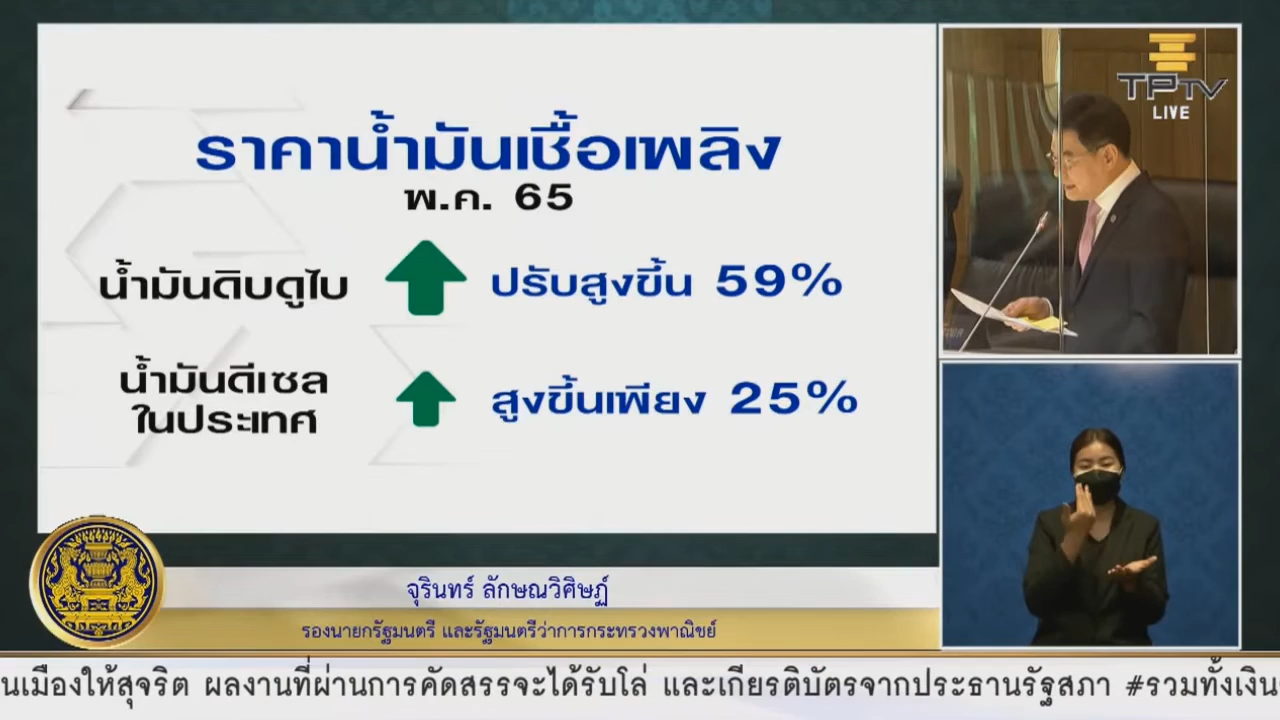 ราคาน้ำมันเชื้อเพลิง
พ.ค. 65
น้ำมันดิบดูไบ
ปรับสูงขึ้น 59%
น้ำมันดีเซล
ในประเทศ
สูงขึ้นเพียง 25%
TPTV
LIVE
จุรินทร์ ลักษณวิศิษฏ์
รองนายกรัฐมนตรี และรัฐมนตรีว่าการกระทรวงพาณิชย์
นเมืองให้สุจริต ผลงานที่ผ่านการคัดสรรจะได้รับโล่ และเกียรติบัตรจากประธานรัฐสภา #รวมทั้งเงิน